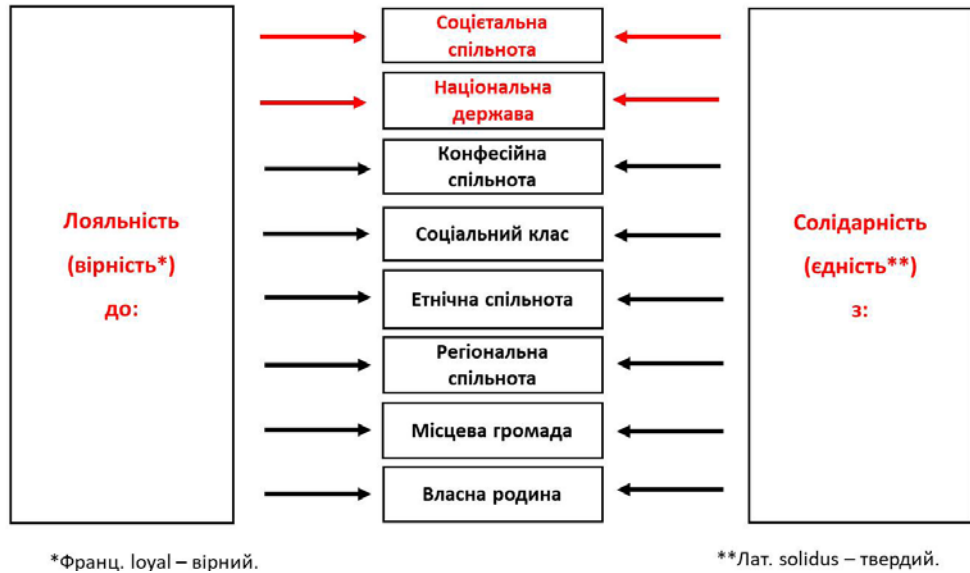 Лояльність
(вірність*)
до:
Соцієтальна
спільнота
Національна
держава
Конфесійна
спільнота
Соціальний клас
Етнічна спільнота
Регіональна
спільнота
Місцева громада
Власна родина
Солідарність
(єдність**)
з:
*Франц. loyal – вірний.
**Лат. solidus – твердий.